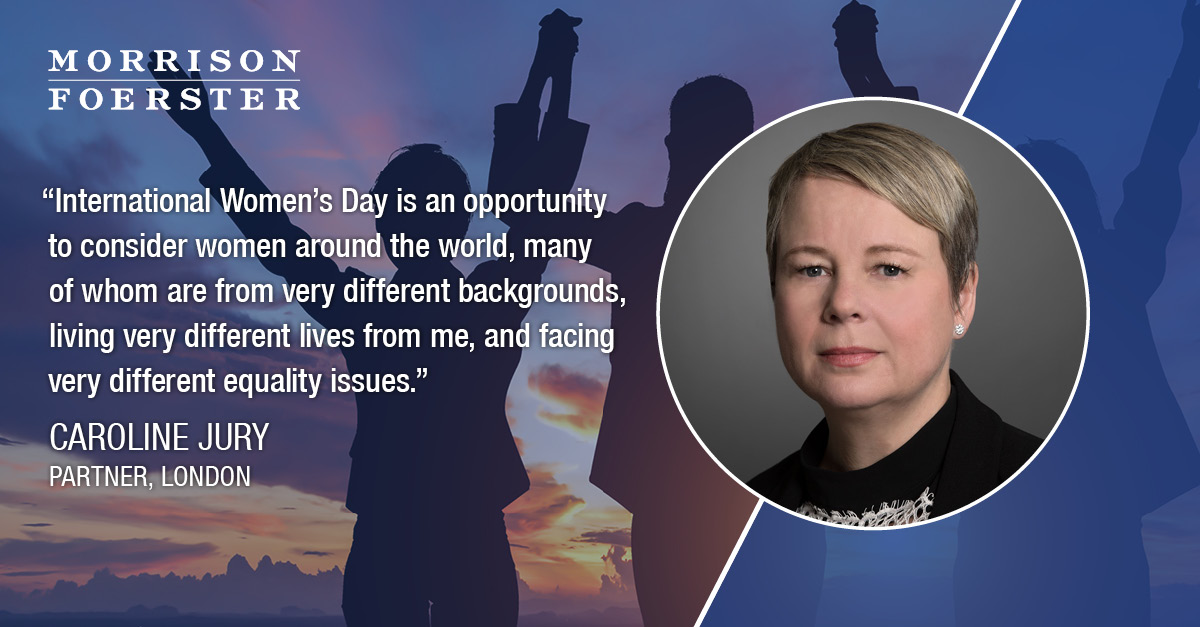 MORRISON
FOERSTER
“International Women’s Day is an opportunity
to consider women around the world, many
of whom are from very different backgrounds,
living very different lives from me, and facing
very different equality issues.”
CAROLINE JURY
PARTNER, LONDON